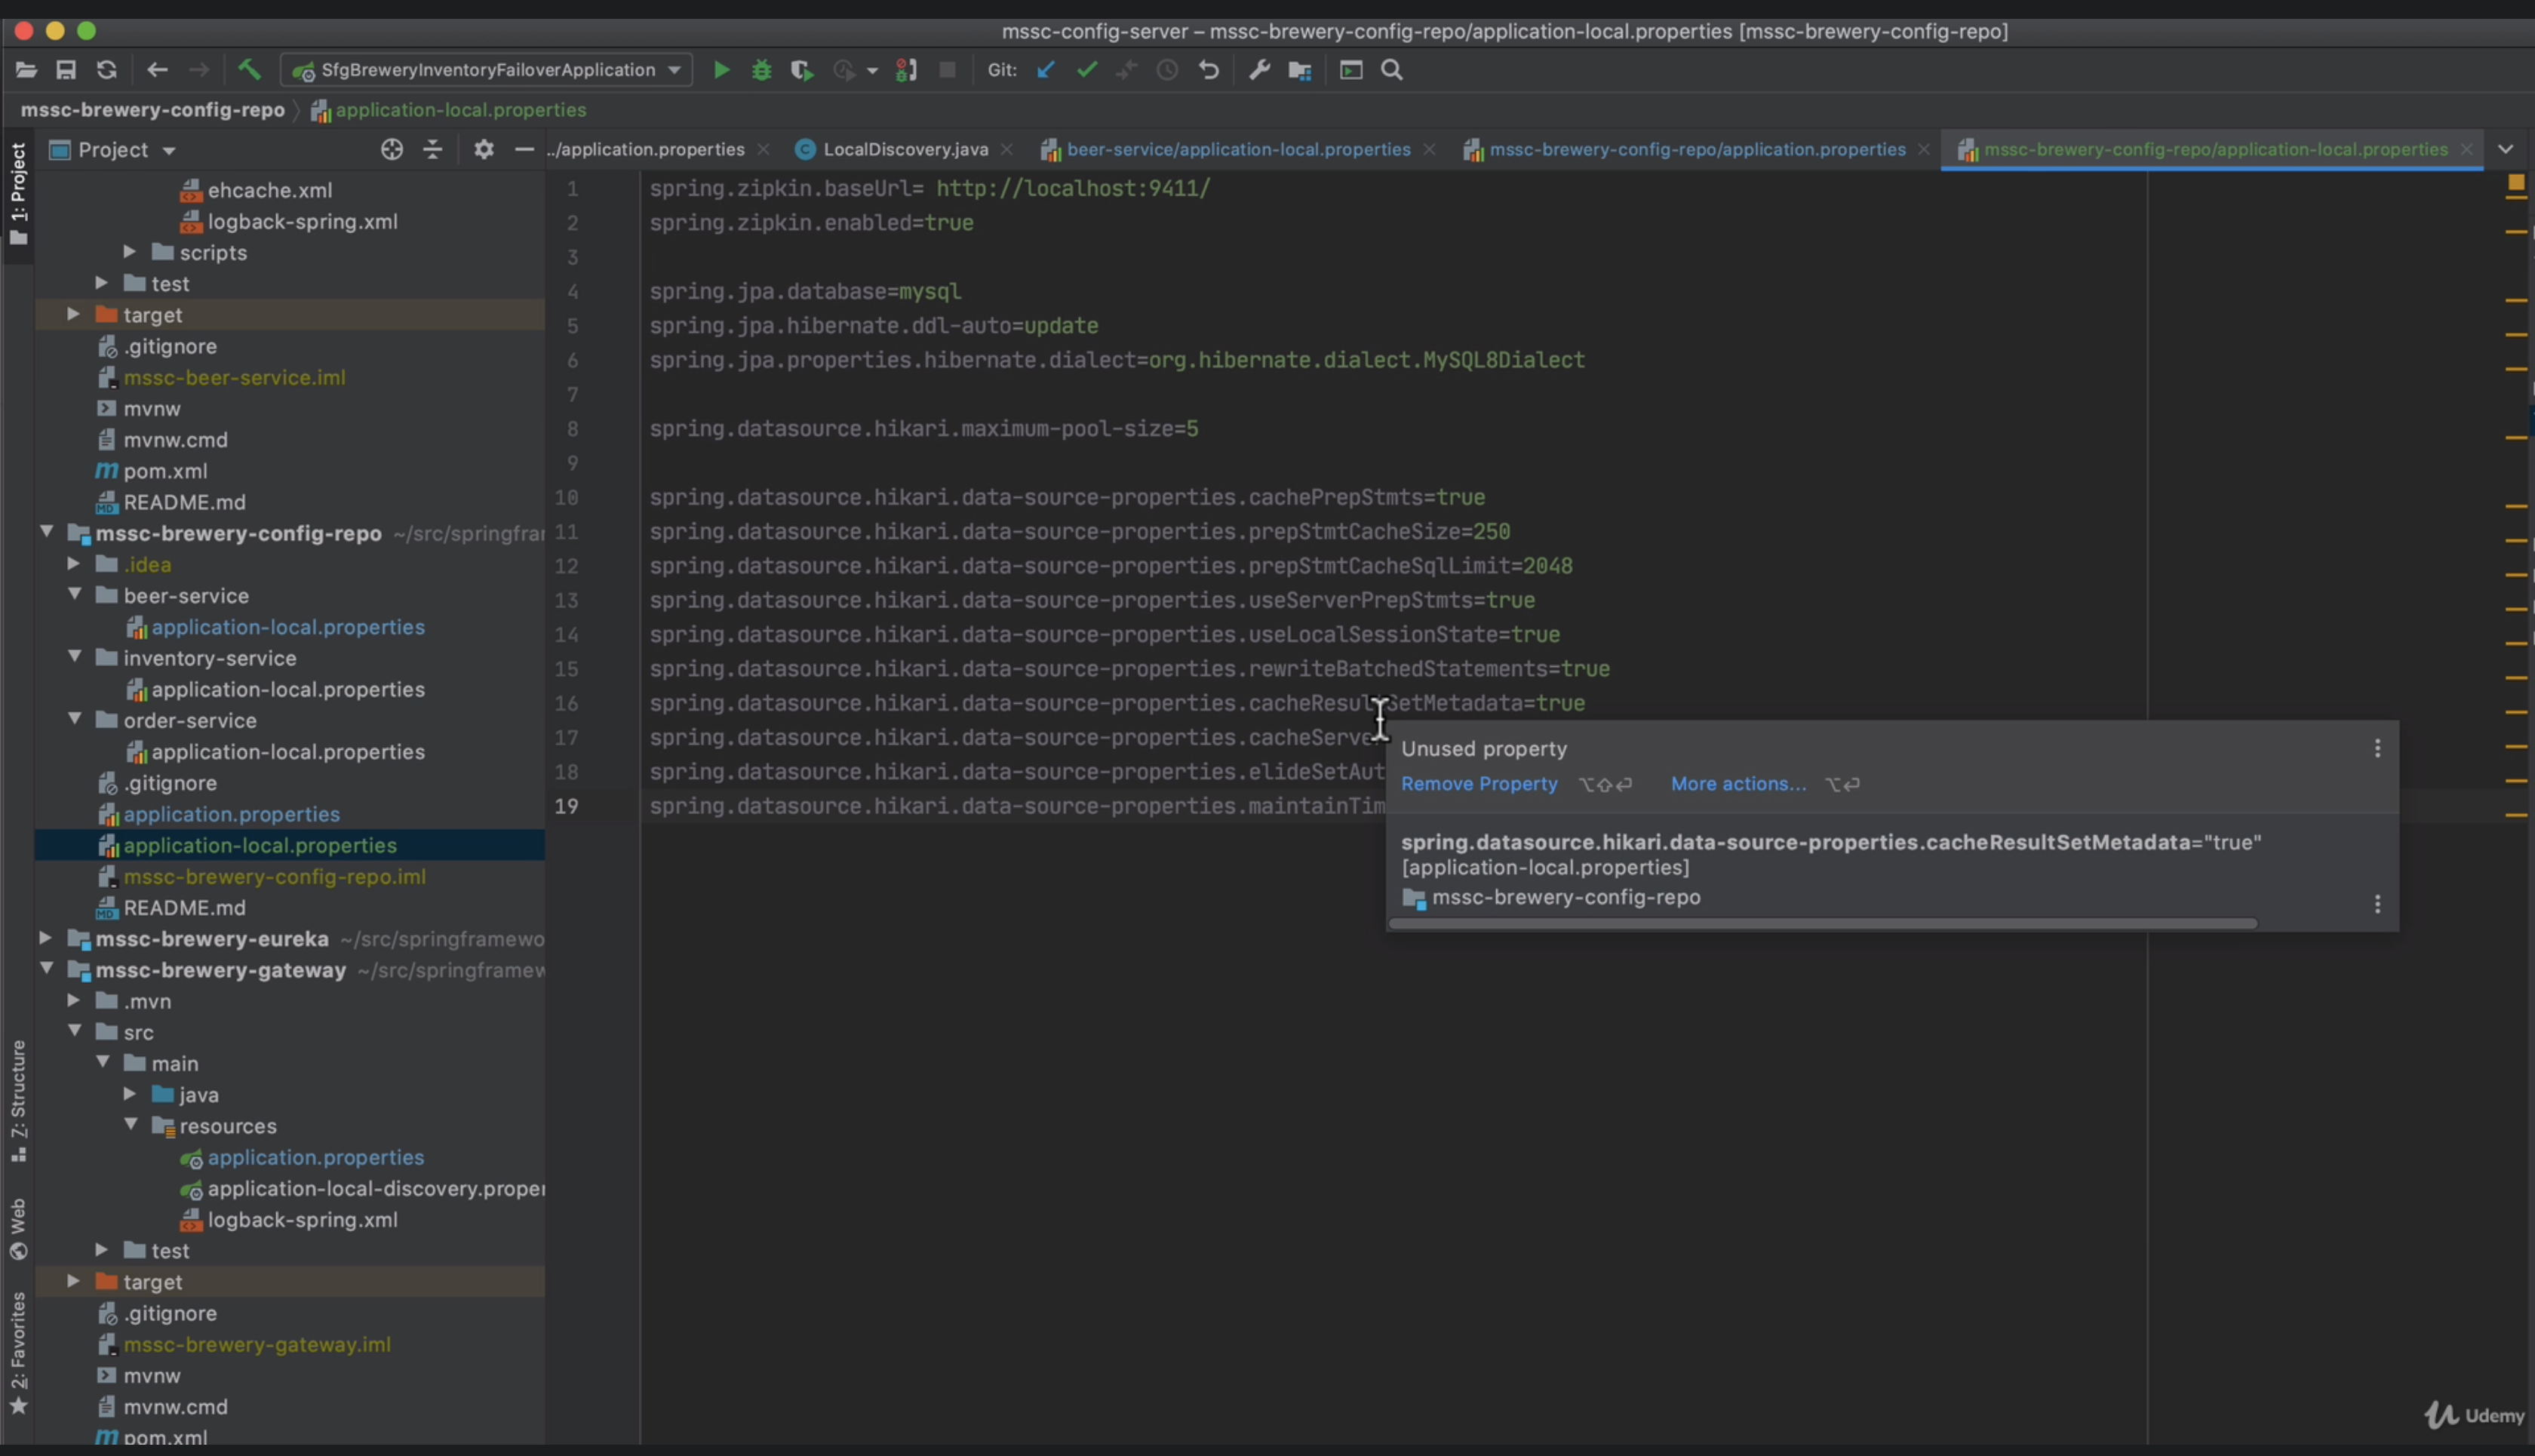 mssc-config-server – mssc-brewery-config-repo/application-local.properties [mssc-brewery-config-repo]
SfgBreweryInventoryFailoverApplication
Git:
mssc-brewery-config-repo
application-local.properties
1: Project
Project
../application.properties
LocalDiscovery.java
beer-service/application-local.properties
mssc-brewery-config-repo/application.properties
mssc-brewery-config-repo/application-local.properties
ehcache.xml
logback-spring.xml
scripts
test
target
.gitignore
mssc-beer-service.iml
mvnw
mvnw.cmd
pom.xml
README.md
mssc-brewery-config-repo ~/src/springfra
.idea
beer-service
application-local.properties
inventory-service
application-local.properties
order-service
application-local.properties
.gitignore
application.properties
application-local.properties
mssc-brewery-config-repo.iml
README.md
mssc-brewery-eureka ~/src/springframewo
mssc-brewery-gateway ~/src/springframew
.mvn
src
main
java
resources
application.properties
application-local-discovery.proper
logback-spring.xml
test
target
.gitignore
mssc-brewery-gateway.iml
mvnw
mvnw.cmd
pom.xml
Z: Structure
Web
2: Favorites
1 spring.zipkin.baseUrl= http://localhost:9411/
2 spring.zipkin.enabled=true
3
4 spring.jpa.database=mysql
5 spring.jpa.hibernate.ddl-auto=update
6 spring.jpa.properties.hibernate.dialect=org.hibernate.dialect.MySQL8Dialect
7
8 spring.datasource.hikari.maximum-pool-size=5
9
10 spring.datasource.hikari.data-source-properties.cachePrepStmts=true
11 spring.datasource.hikari.data-source-properties.prepStmtCacheSize=250
12 spring.datasource.hikari.data-source-properties.prepStmtCacheSqlLimit=2048
13 spring.datasource.hikari.data-source-properties.useServerPrepStmts=true
14 spring.datasource.hikari.data-source-properties.useLocalSessionState=true
15 spring.datasource.hikari.data-source-properties.rewriteBatchedStatements=true
16 spring.datasource.hikari.data-source-properties.cacheResultSetMetadata=true
17 spring.datasource.hikari.data-source-properties.cacheServe
18 spring.datasource.hikari.data-source-properties.elideSetAut
19 spring.datasource.hikari.data-source-properties.maintainTim
Unused property
Remove Property ⌥⇧⏎ More actions... ⌥⏎
spring.datasource.hikari.data-source-properties.cacheResultSetMetadata="true"
[application-local.properties]
mssc-brewery-config-repo
Udemy